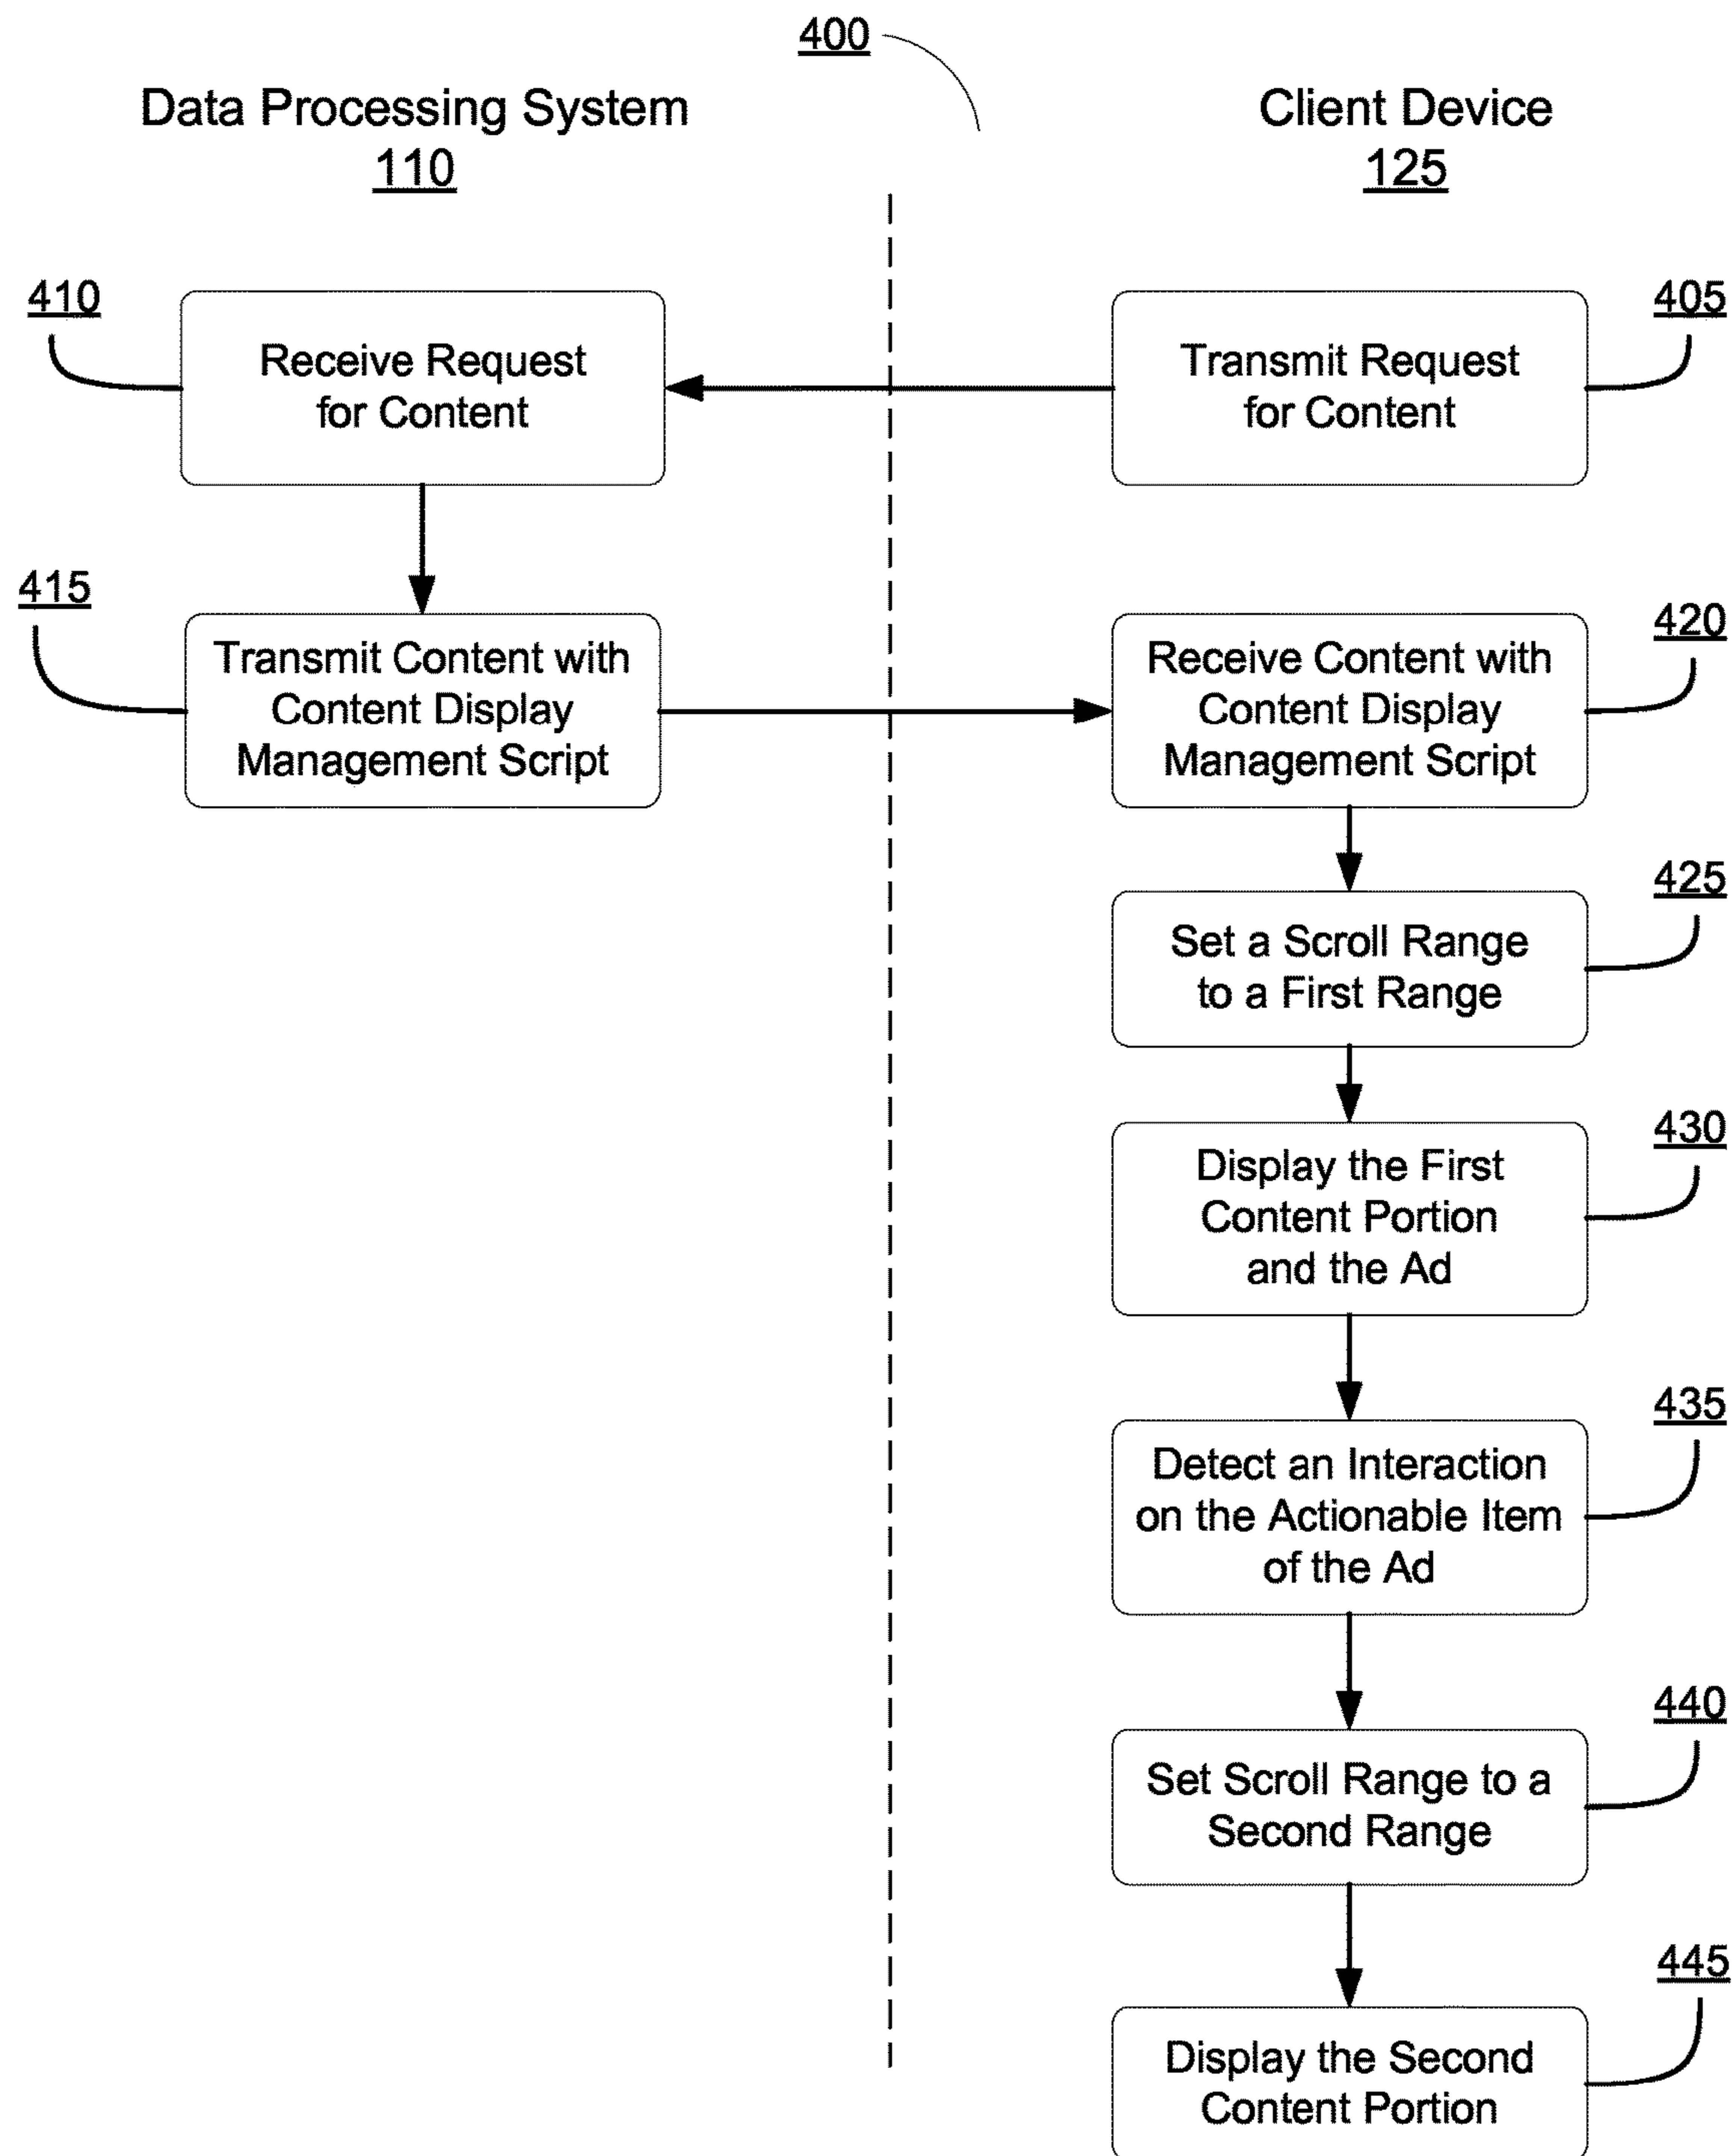 400
Data Processing System
110
Client Device
125
410
Receive Request
for Content
405
Transmit Request
for Content
415
Transmit Content with
Content Display
Management Script
420
Receive Content with
Content Display
Management Script
425
Set a Scroll Range
to a First Range
430
Display the First
Content Portion
and the Ad
435
Detect an Interaction
on the Actionable Item
of the Ad
440
Set Scroll Range to a
Second Range
445
Display the Second
Content Portion